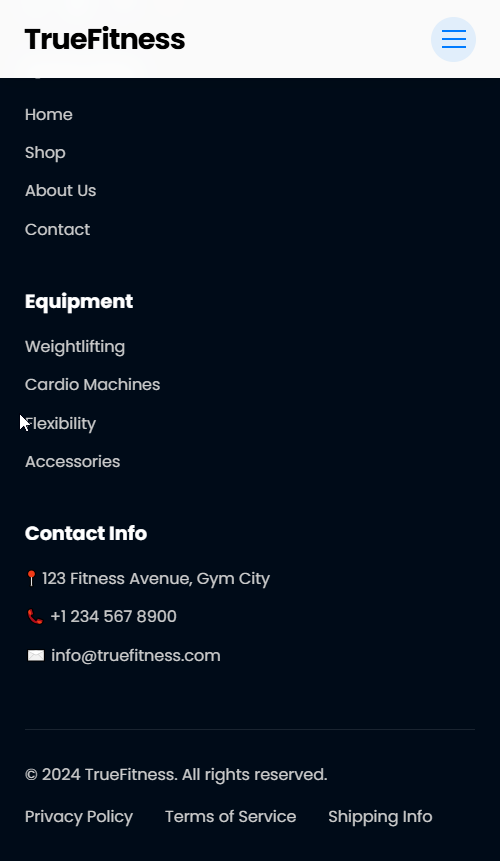 TrueFitness
Home
Shop
About Us
Contact
Equipment
Weightlifting
Cardio Machines
Flexibility
Accessories
Contact Info
📍 123 Fitness Avenue, Gym City
📞 +1 234 567 8900
✉️ info@truefitness.com
© 2024 TrueFitness. All rights reserved.
Privacy Policy Terms of Service Shipping Info